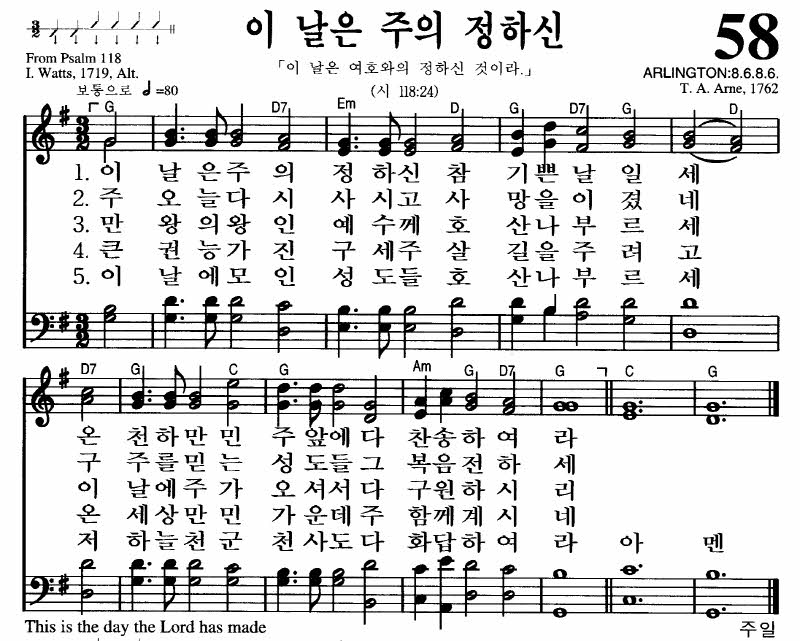 이 날은 주의 정하신
58
From Psalm 118
I. Watts, 1719, Alt.
「이 날은 여호와의 정하신 것이라.」
ARLINGTON:8.6.8.6.
보통으로 =80
(시 118:24)
T. A. Arne, 1762
G D7 Em D G D7 G D
3 2
1. 이 날 은 주 의 정 하 신 참 기 쁜 날 일 세
2. 주 오 늘 다 시 사 시 고 사 망 을 이 겼 네
3. 만 왕 의 왕 인 예 수 께 호 산 나 부 르 세
4. 큰 권 능 가 진 구 세 주 살 길 을 주 려 고
5. 이 날 에 모 인 성 도 들 호 산 나 부 르 세
3 2
D7 G C G Am G D7 G C G
온 천 하 만 민 주 앞 에 다 찬 송 하 여 라
구 주 를 믿 는 성 도 들 그 복 음 전 하 세
이 날 에 주 가 오 셔 서 다 구 원 하 시 리
온 세 상 만 민 가 운 데 주 함 께 계 시 네
저 하 늘 천 군 천 사 도 다 화 답 하 여 라 아 멘
This is the day the Lord has made
주일